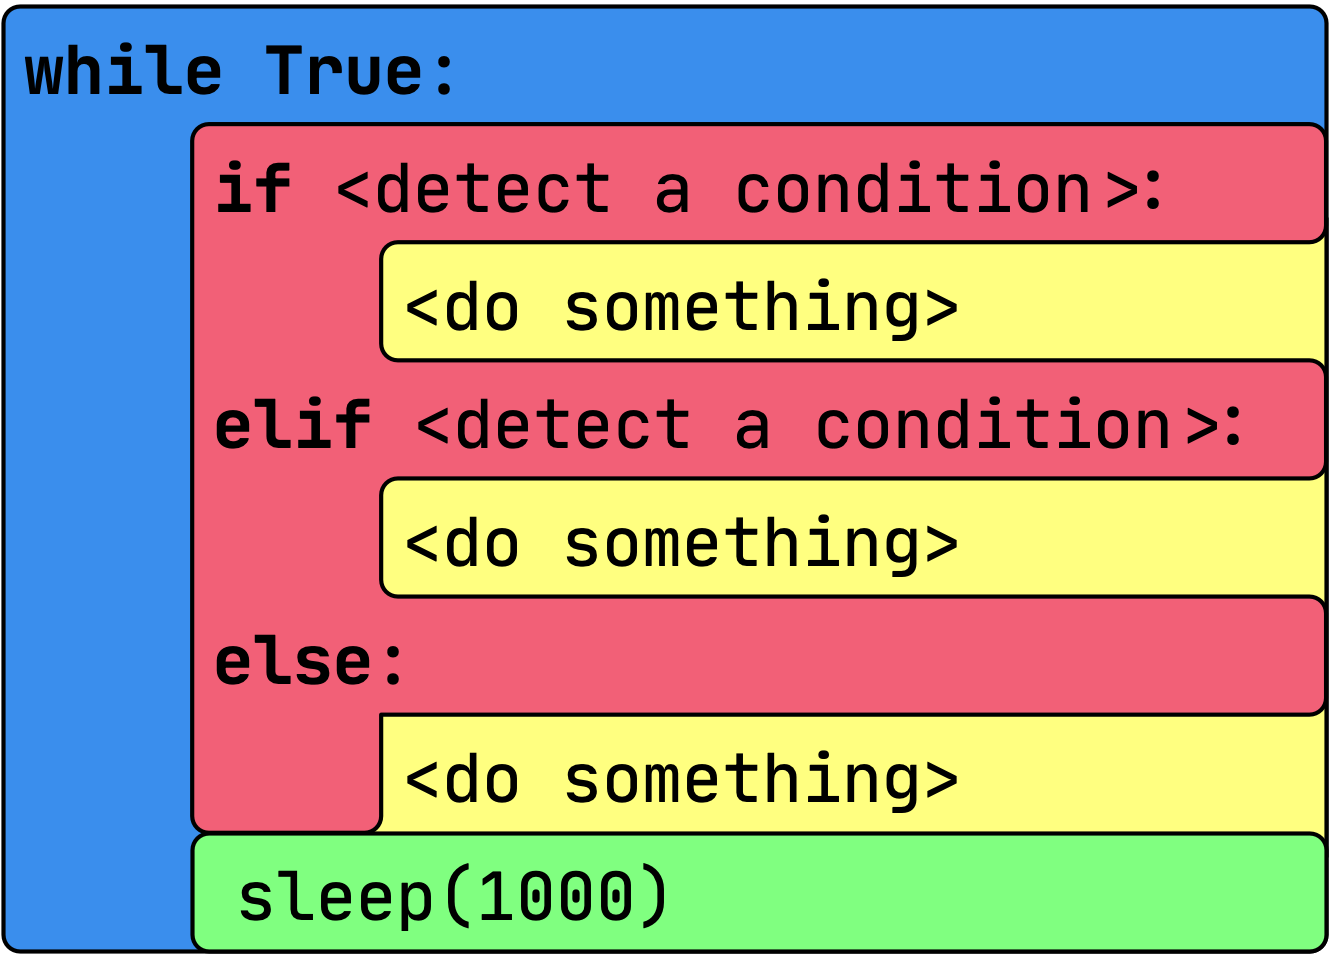 while True:
if <detect a condition>:
<do something>
elif <detect a condition>:
<do something>
else:
<do something>
sleep(1000)